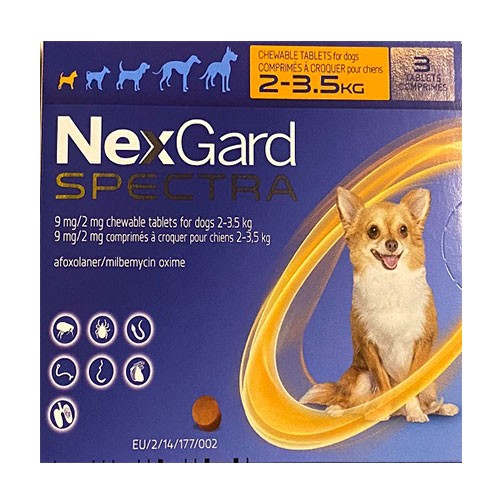 CHEWABLE TABLETS for dogs
COMPRIMÉS À CROQUER pour chiens
2-3.5KG
3
TABLETS
COMPRIMÉS
NexGard
SPECTRA
9 mg/2 mg chewable tablets for dogs 2-3.5 kg
9 mg/2 mg comprimés à croquer pour chiens 2-3,5 kg
afoxolaner/milbemycin oxime
EU/2/14/177/002